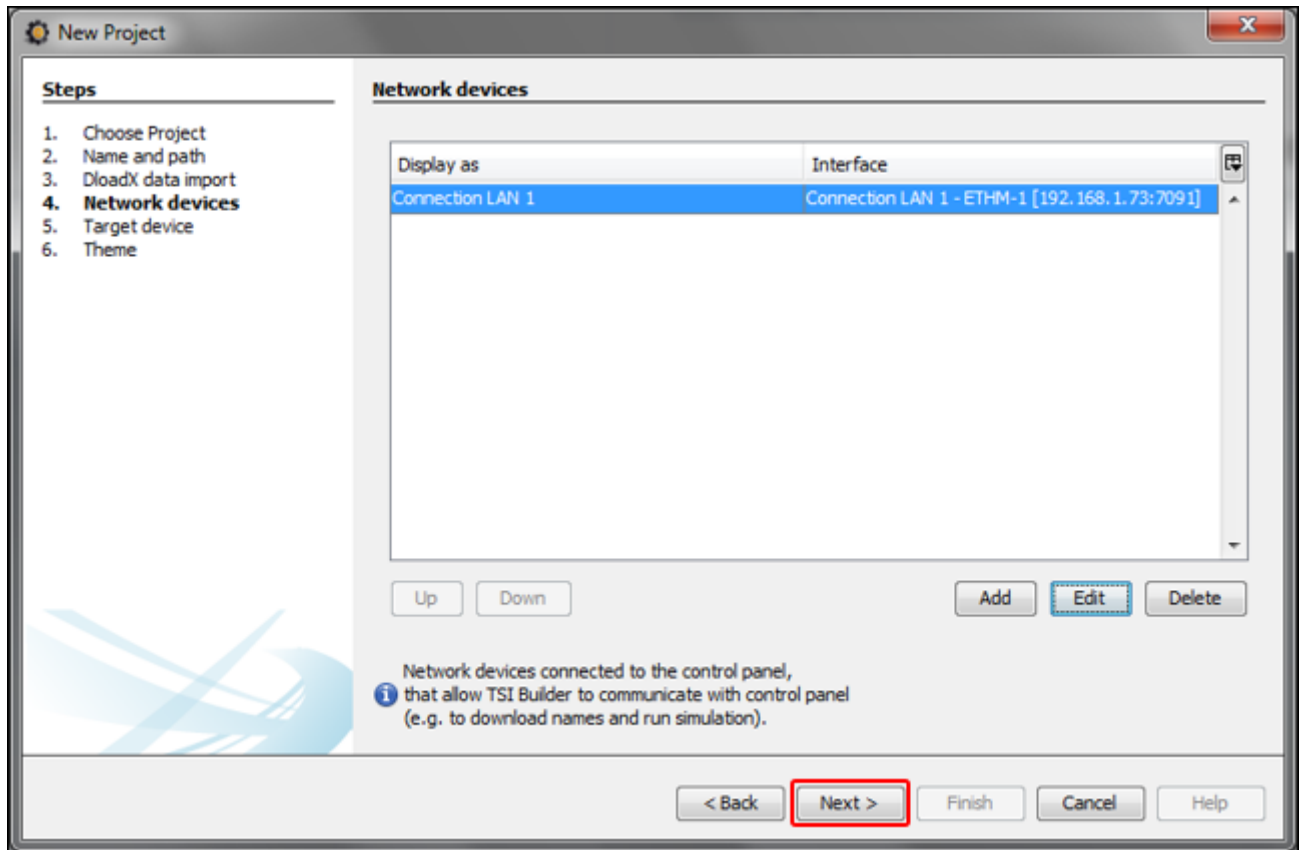 New Project
Steps
1. Choose Project
2. Name and path
3. DloadX data import
4. Network devices
5. Target device
6. Theme
Network devices
Display as Interface
Connection LAN 1 Connection LAN 1 - ETHM-1 [192.168.1.73:7091]
Up Down Add Edit Delete
Network devices connected to the control panel,
that allow TSI Builder to communicate with control panel
(e.g. to download names and run simulation).
< Back Next > Finish Cancel Help